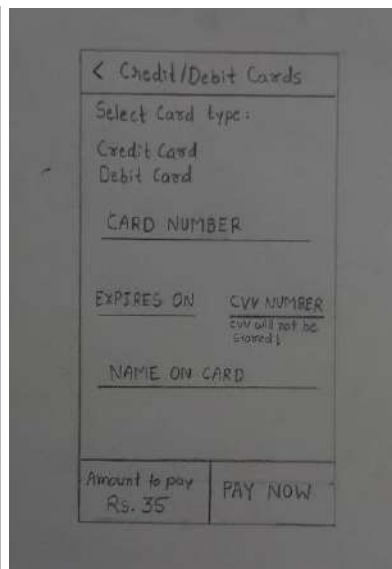 < Credit/Debit Cards
Select Card type:
Credit Card
Debit Card
CARD NUMBER
EXPIRES ON CVV NUMBER
cvv will not be
stored!
NAME ON CARD
Amount to pay PAY NOW
Rs. 35